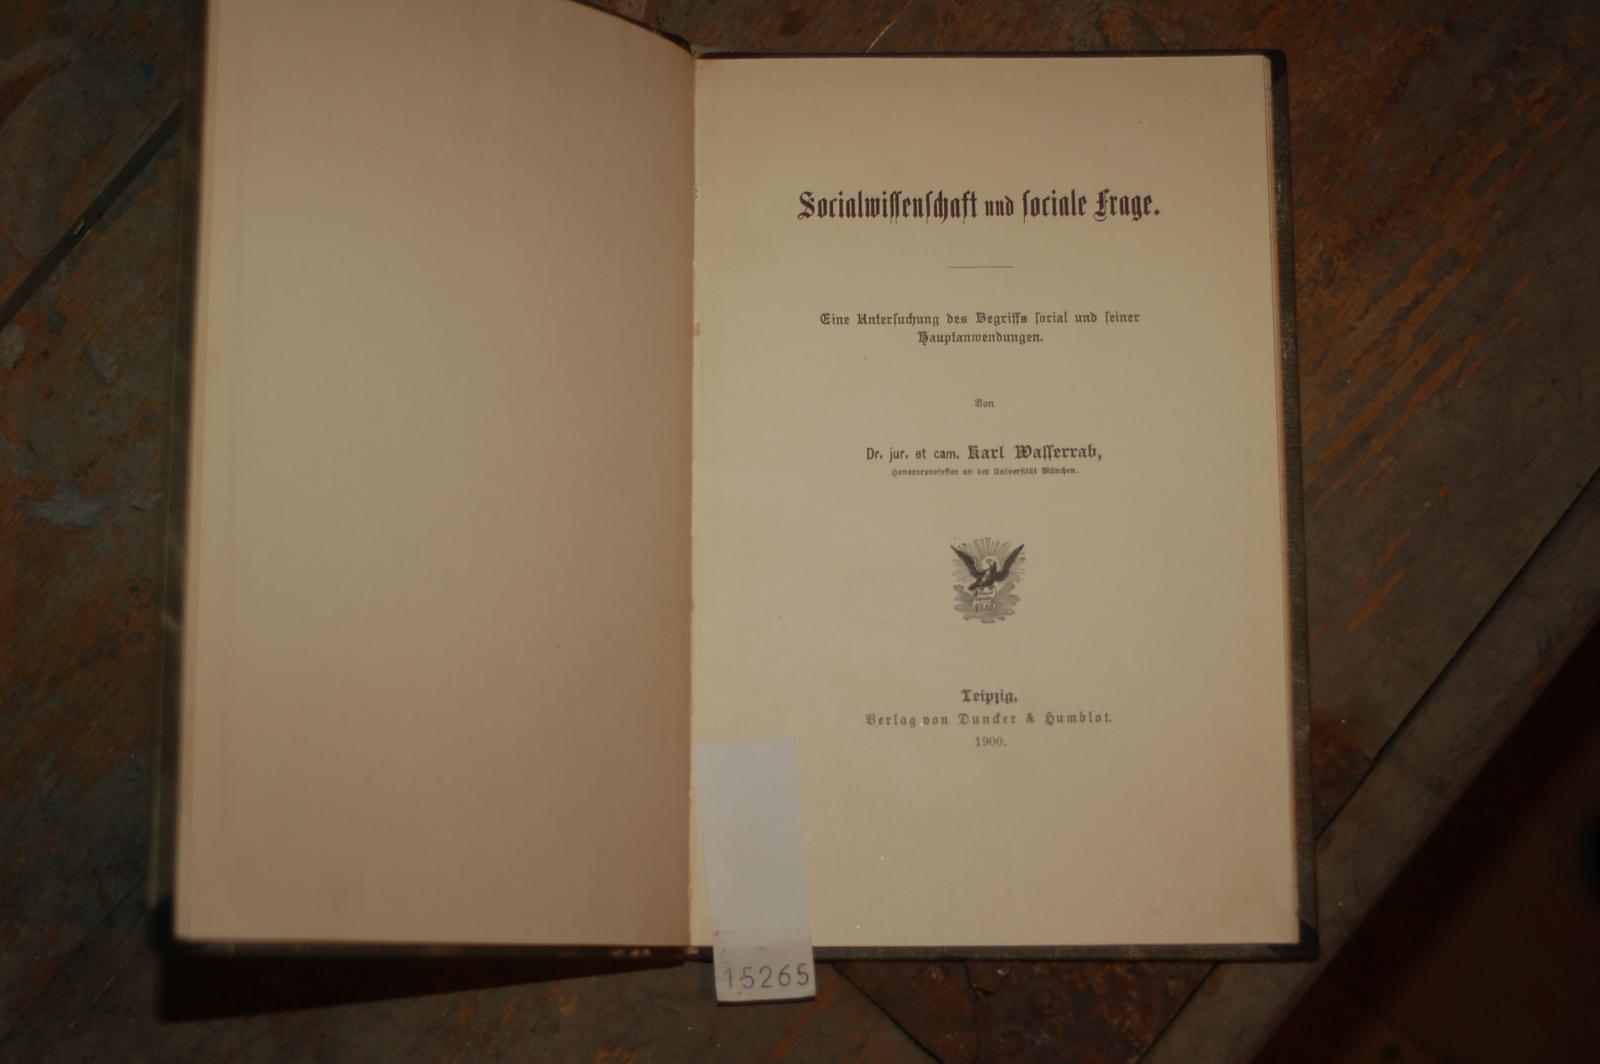 Socialwissenschaft und sociale Frage.
Eine Untersuchung des Begriffs social und seiner
Hauptanwendungen.
Von
Dr. jur. et cam. Karl Wasserrab,
Honorarprofessor an der Universität München.
Leipzig,
Verlag von Duncker & Humblot.
1900.
15265